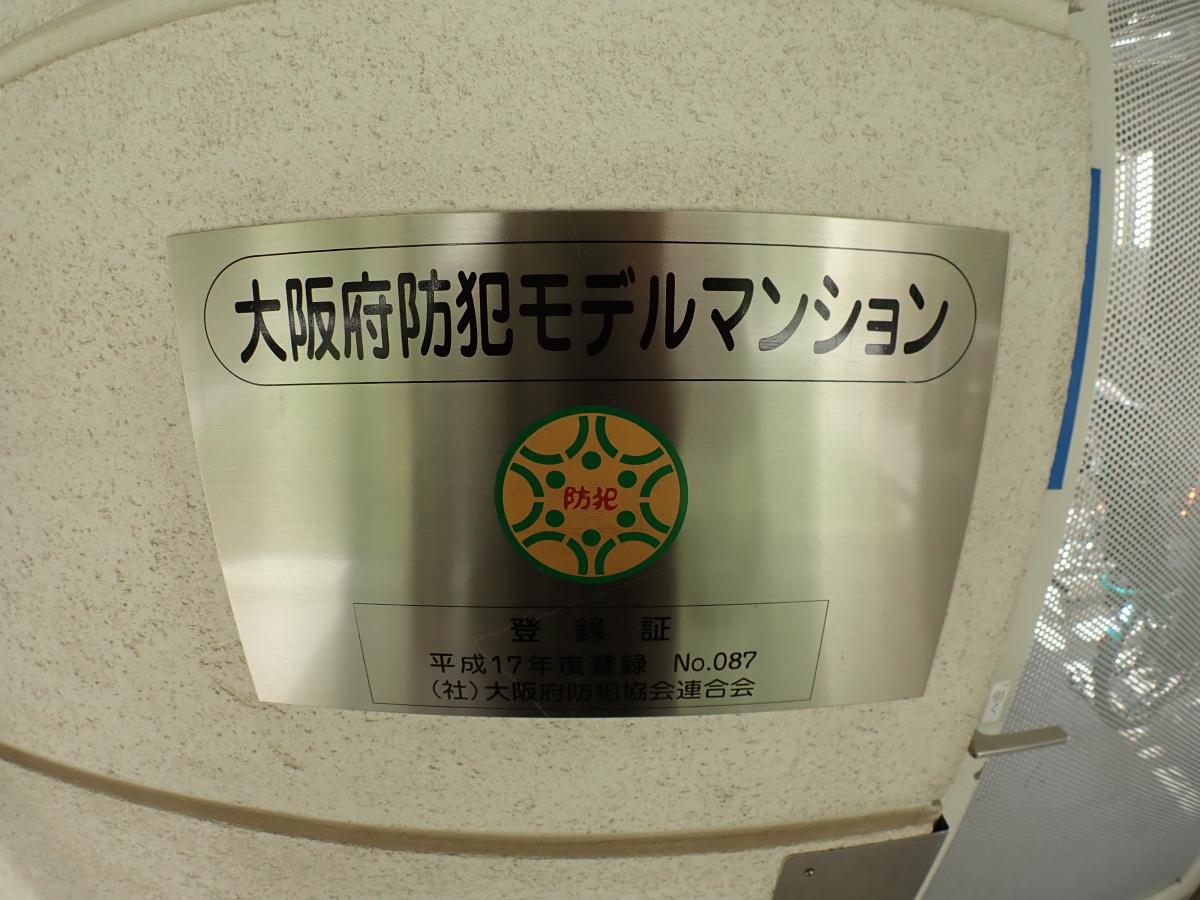 大阪府防犯モデルマンション
防犯
登録証
平成17年度登録 No.087
(社)大阪府防犯協会連合会